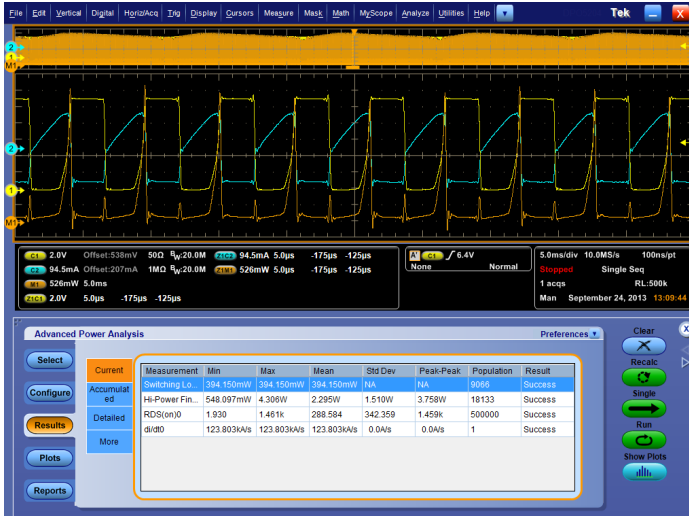 File Edit Vertical Digital Horiz/Acq Trig Display Cursors Measure Mask Math MyScope Analyze Utilities Help Tek X
2
1
M1
2
1
M1
C1 2.0V Offset:538mV 50Ω BW:20.0M Z1C2 94.5mA 5.0µs -175µs -125µs
C2 94.5mA Offset:207mA 1MΩ BW:20.0M Z1M1 526mW 5.0µs -175µs -125µs
M1 526mW 5.0ms
Z1C1 2.0V 5.0µs -175µs -125µs
A' C1 6.4V
None Normal
5.0ms/div 10.0MS/s 100ns/pt
Stopped Single Seq
1 acqs RL:500k
Man September 24, 2013 13:09:44
Advanced Power Analysis Preferences
Select
Configure
Results
Plots
Reports
Current
Accumulat
ed
Detailed
More
Measurement Min Max Mean Std Dev Peak-Peak Population Result
Switching Lo... 394.150mW 394.150mW 394.150mW NA NA 9066 Success
Hi-Power Fin... 548.097mW 4.306W 2.295W 1.510W 3.758W 18133 Success
RDS(on)0 1.930 1.461k 288.584 342.359 1.459k 500000 Success
di/dt0 123.803kA/s 123.803kA/s 123.803kA/s 0.0A/s 0.0A/s 1 Success
Clear
X
Recalc
Single
Run
Show Plots
X